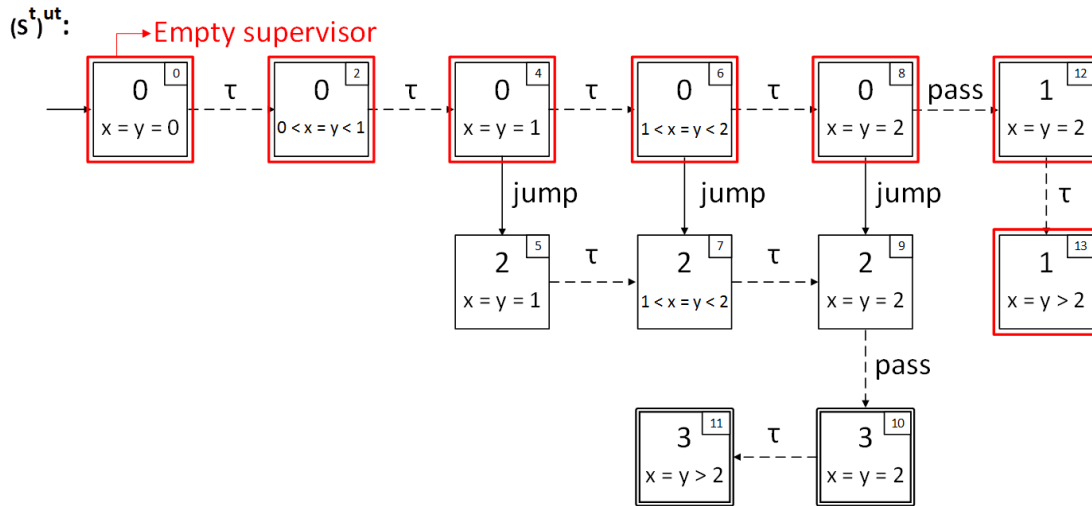 (S^t)^ut:
Empty supervisor
0
0
x = y = 0
τ
2
0
0 < x = y < 1
τ
4
0
x = y = 1
τ
6
0
1 < x = y < 2
τ
8
0
x = y = 2
pass
12
1
x = y = 2
jump
jump
jump
τ
5
2
x = y = 1
τ
7
2
1 < x = y < 2
τ
9
2
x = y = 2
13
1
x = y > 2
pass
11
3
x = y > 2
τ
10
3
x = y = 2